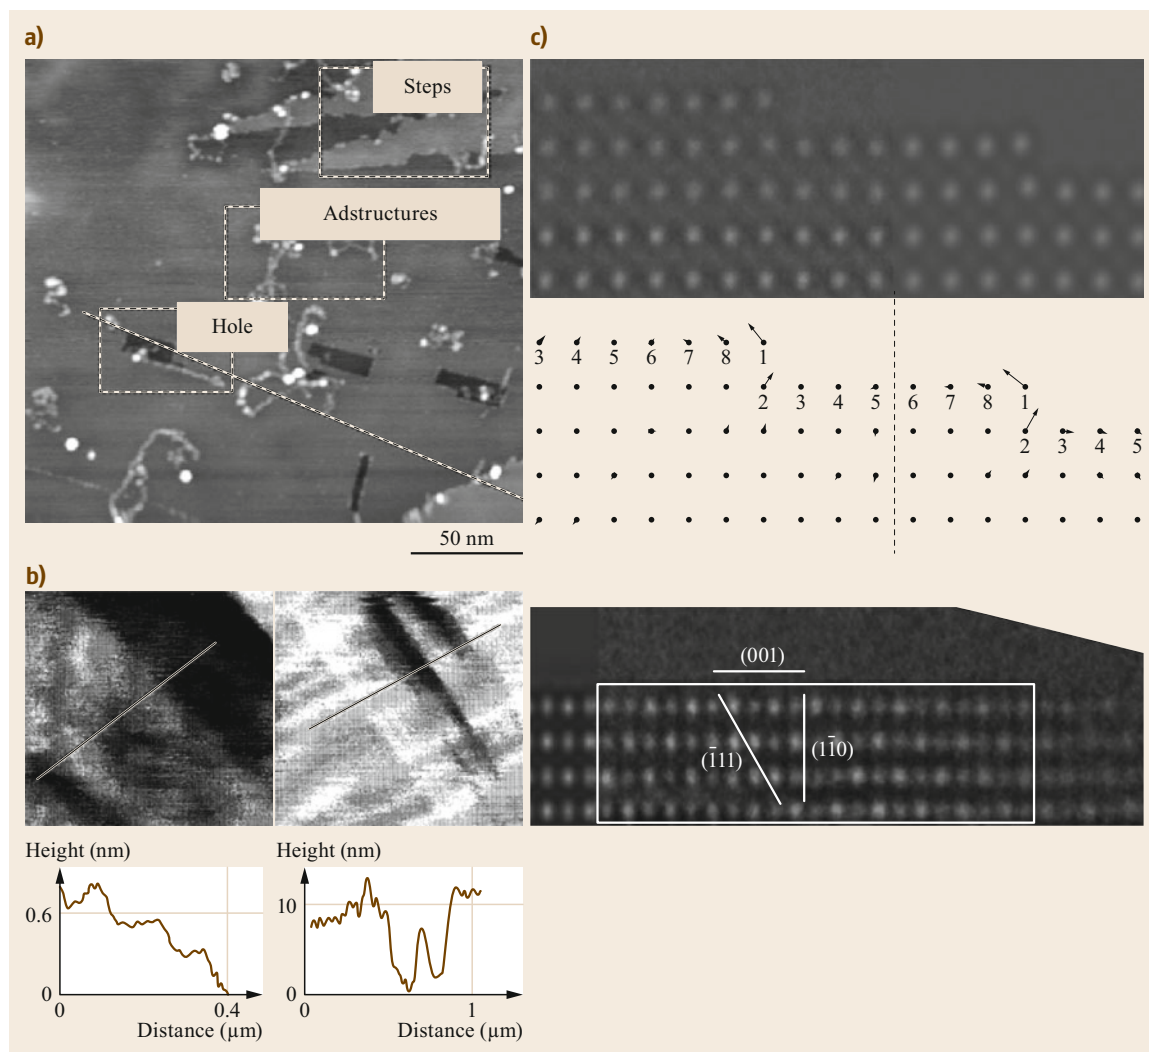 a)
Steps
Adstructures
Hole
50 nm
b)
Height (nm)
0.6
0
0
0.4
Distance (µm)
Height (nm)
10
0
0
1
Distance (µm)
c)
3 4 5 6 7 8 1
2 3 4 5 6 7 8 1
2 3 4 5
(001)
(1̄11)
(11̄0)